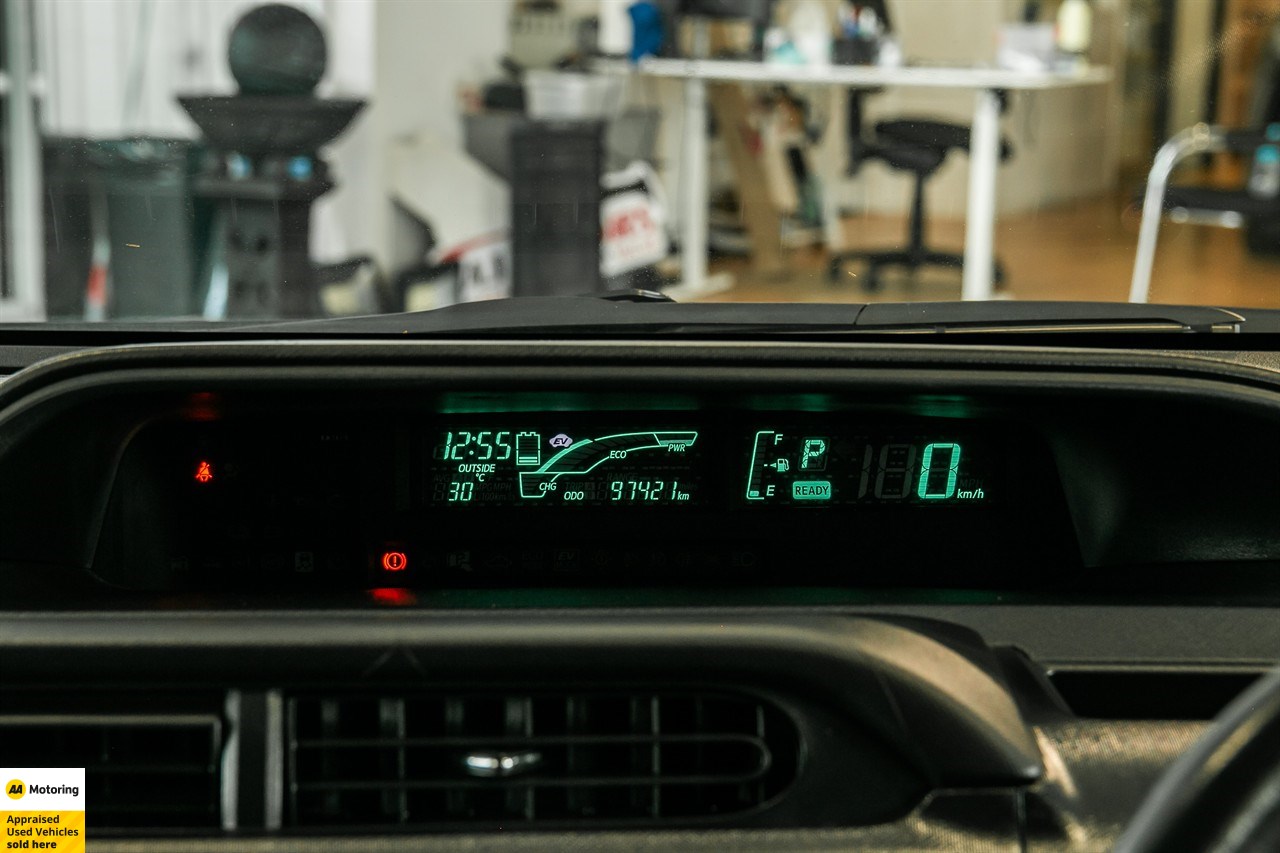 12:55
EV
ECO
PWR
OUTSIDE
°C
30
CHG
ODO
97421 km
F
E
P
READY
0
km/h
AA Motoring
Appraised
Used Vehicles
sold here